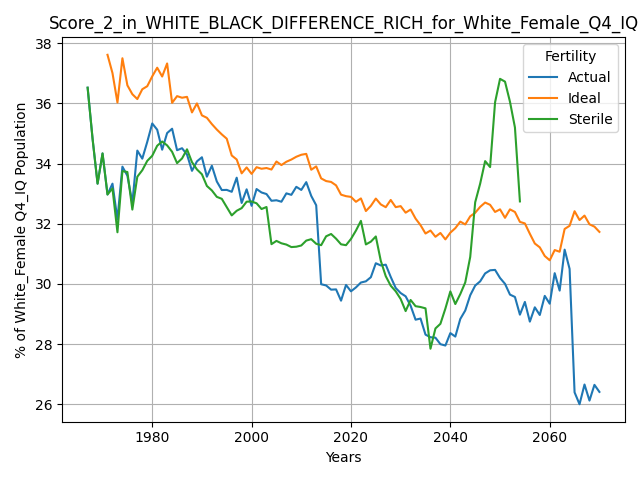 Score_2_in_WHITE_BLACK_DIFFERENCE_RICH_for_White_Female_Q4_IQ
38
36
34
32
30
28
26
% of White_Female Q4_IQ Population
Fertility
Actual
Ideal
Sterile
1980
2000
2020
2040
2060
Years